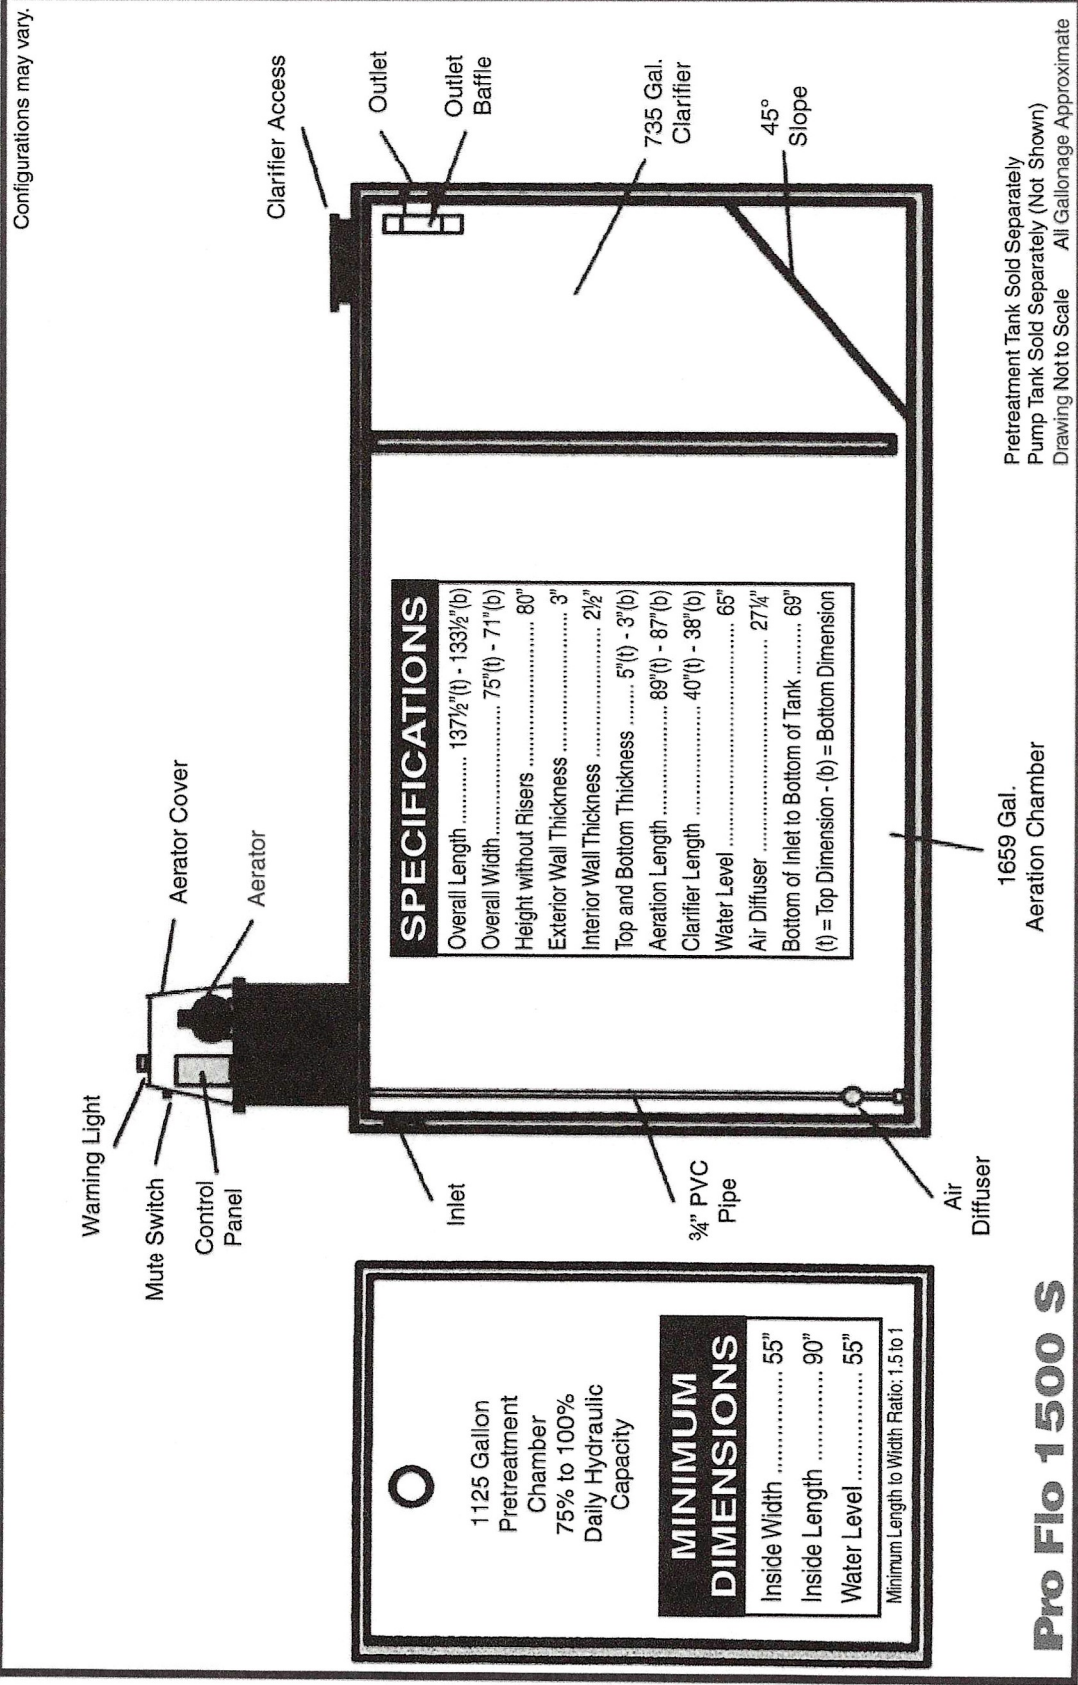 Configurations may vary.
Warning Light
Mute Switch
Control
Panel
Aerator Cover
Aerator
Clarifier Access
Outlet
Outlet
Baffle
Inlet
735 Gal.
Clarifier
45°
Slope
1125 Gallon
Pretreatment
Chamber
75% to 100%
Daily Hydraulic
Capacity
MINIMUM
DIMENSIONS
Inside Width ................. 55"
Inside Length ............. 90"
Water Level ................. 55"
Minimum Length to Width Ratio: 1.5 to 1
¾" PVC
Pipe
Air
Diffuser
SPECIFICATIONS
Overall Length ............ 137½"(t) - 133½"(b)
Overall Width .................. 75"(t) - 71"(b)
Height without Risers ........................ 80"
Exterior Wall Thickness ..................... 3"
Interior Wall Thickness .................... 2½"
Top and Bottom Thickness ....... 5"(t) - 3"(b)
Aeration Length ................ 89"(t) - 87"(b)
Clarifier Length ................ 40"(t) - 38"(b)
Water Level ................................... 65"
Air Diffuser ............................... 27¼"
Bottom of Inlet to Bottom of Tank .......... 69"
(t) = Top Dimension - (b) = Bottom Dimension
1659 Gal.
Aeration Chamber
Pro Flo 1500 S
Pretreatment Tank Sold Separately
Pump Tank Sold Separately (Not Shown)
Drawing Not to Scale All Gallonage Approximate